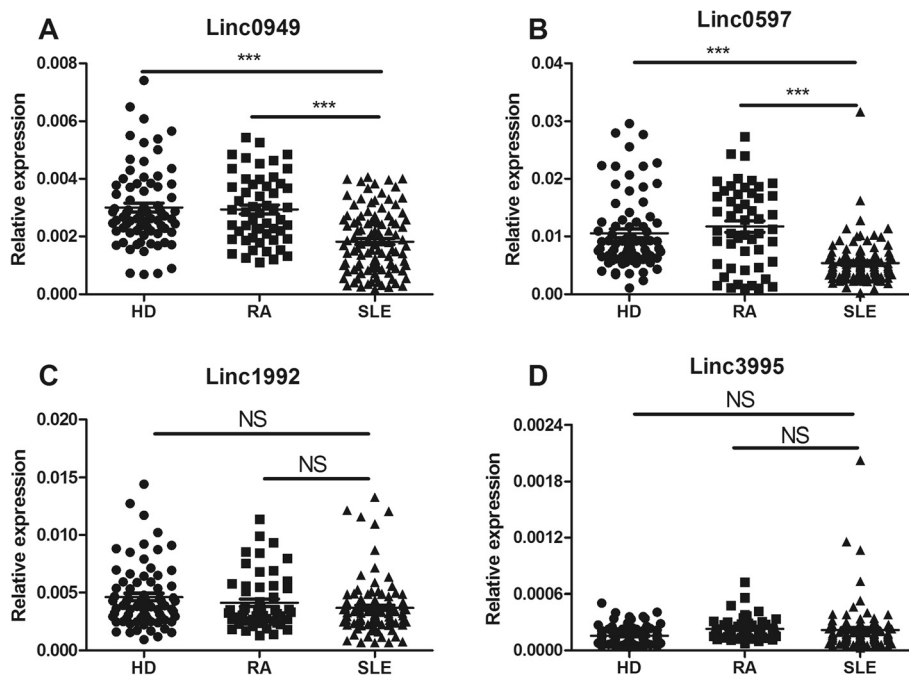 A
Linc0949
Relative expression
0.008
0.006
0.004
0.002
0.000
***
***
HD RA SLE
B
Linc0597
Relative expression
0.04
0.03
0.02
0.01
0.00
***
***
HD RA SLE
C
Linc1992
Relative expression
0.020
0.015
0.010
0.005
0.000
NS
NS
HD RA SLE
D
Linc3995
Relative expression
0.0024
0.0018
0.0012
0.0006
0.0000
NS
NS
HD RA SLE